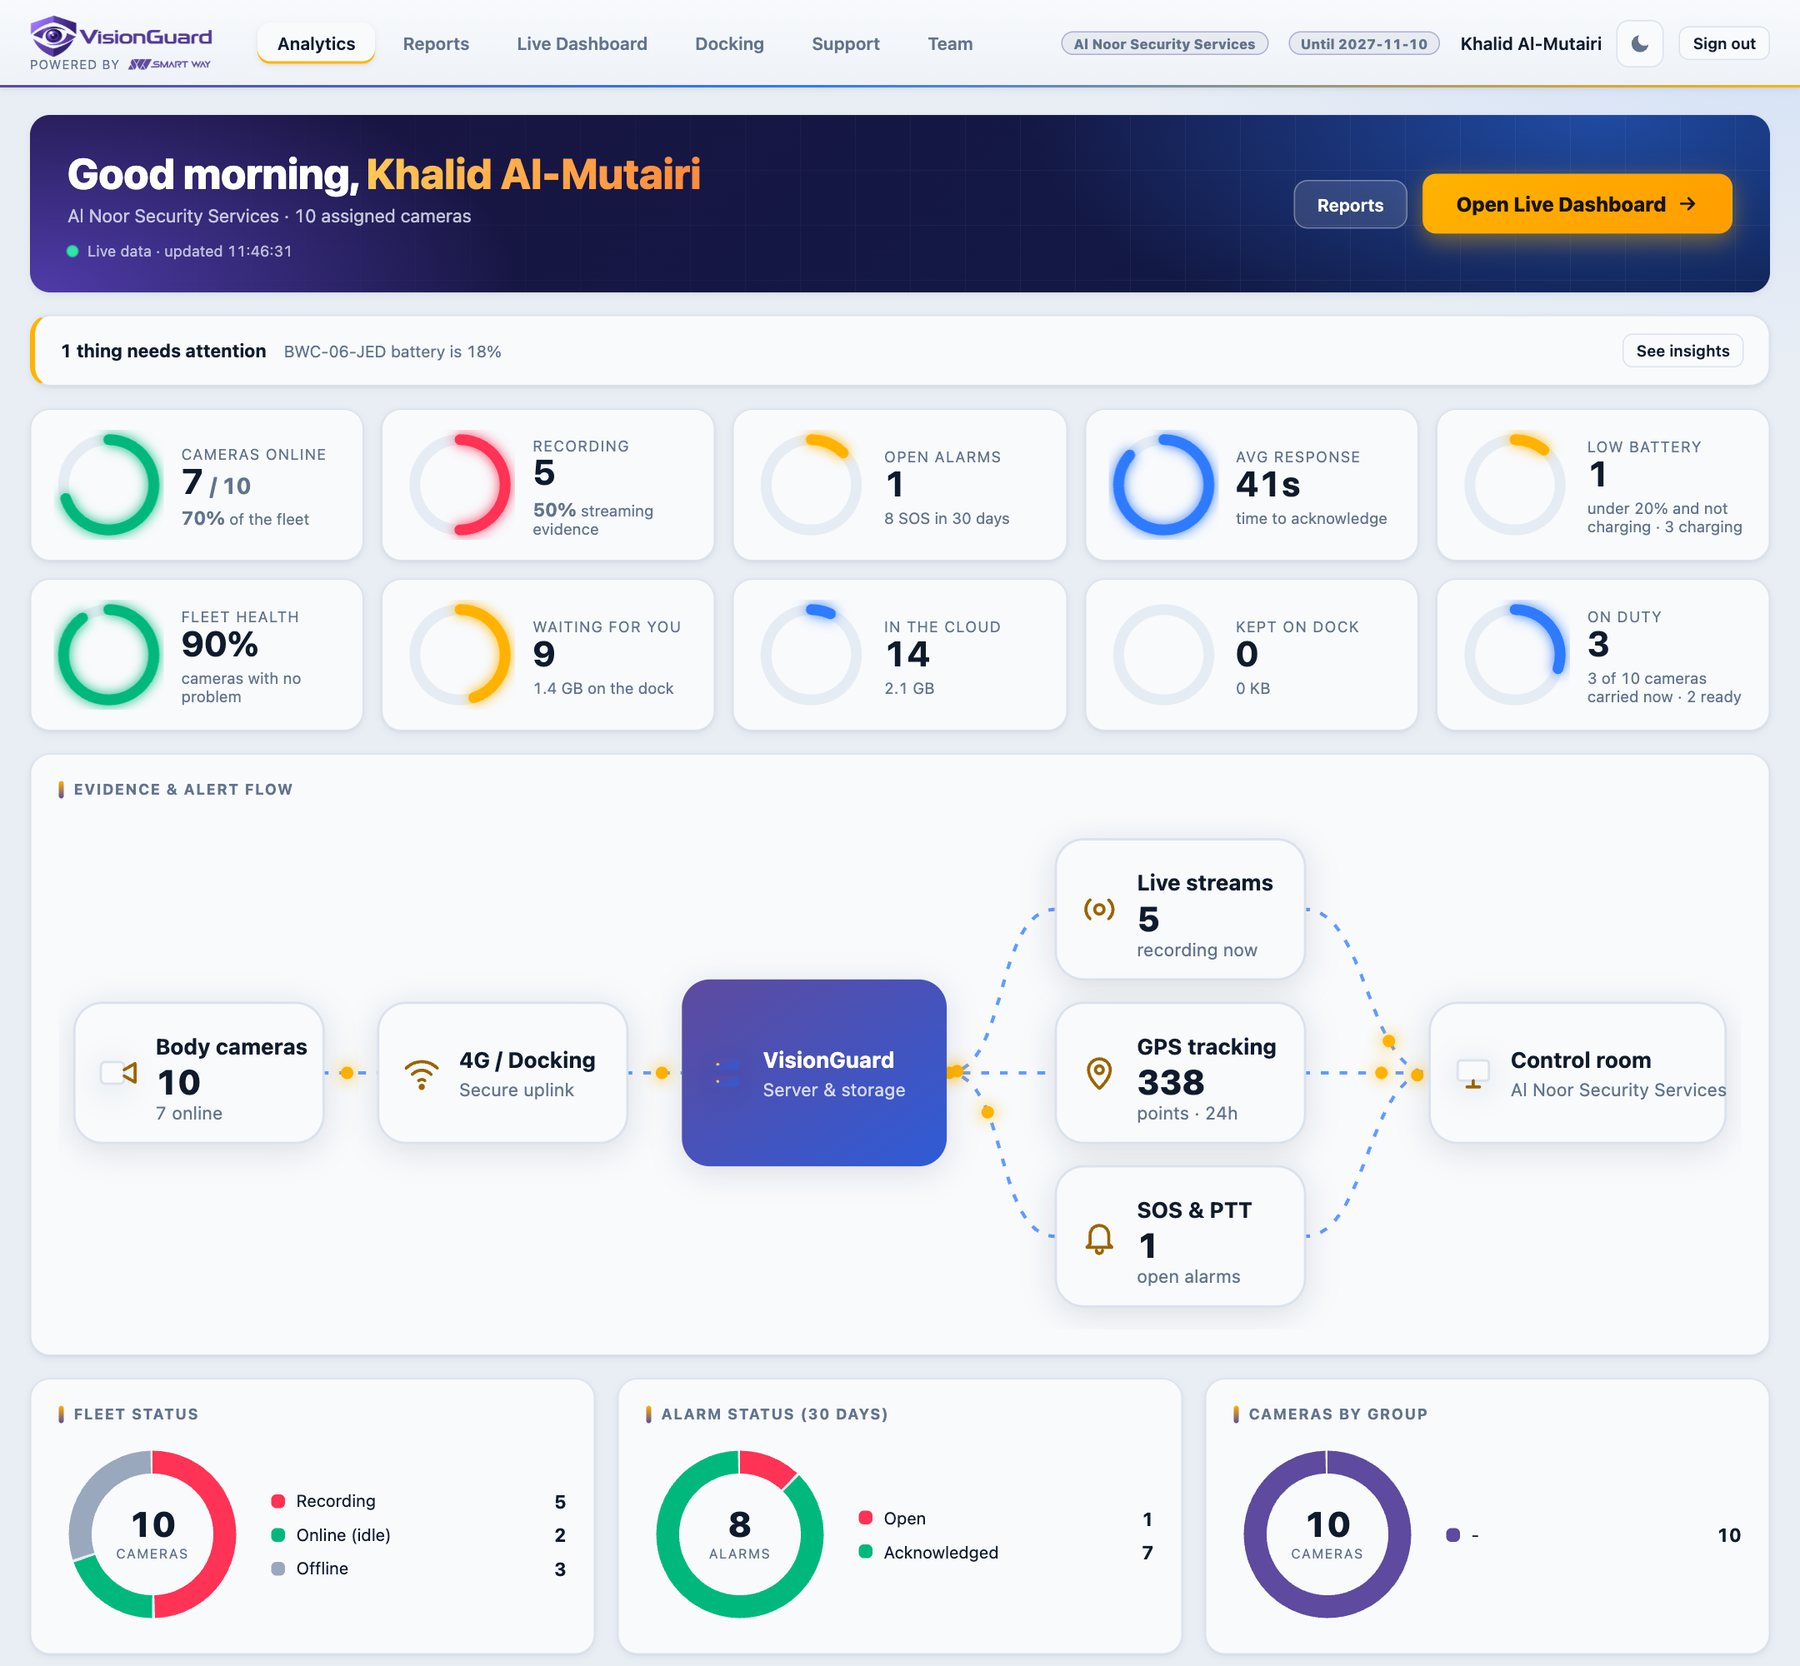 VisionGuard
POWERED BY SMART WAY
Analytics
Reports
Live Dashboard
Docking
Support
Team
Al Noor Security Services
Until 2027-11-10
Khalid Al-Mutairi
Sign out
Good morning, Khalid Al-Mutairi
Al Noor Security Services · 10 assigned cameras
Live data · updated 11:46:31
Reports
Open Live Dashboard →
1 thing needs attention
BWC-06-JED battery is 18%
See insights
CAMERAS ONLINE
7 / 10
70% of the fleet
RECORDING
5
50% streaming
evidence
OPEN ALARMS
1
8 SOS in 30 days
AVG RESPONSE
41s
time to acknowledge
LOW BATTERY
1
under 20% and not
charging · 3 charging
FLEET HEALTH
90%
cameras with no
problem
WAITING FOR YOU
9
1.4 GB on the dock
IN THE CLOUD
14
2.1 GB
KEPT ON DOCK
0
0 KB
ON DUTY
3
3 of 10 cameras
carried now · 2 ready
EVIDENCE & ALERT FLOW
Body cameras
10
7 online
4G / Docking
Secure uplink
VisionGuard
Server & storage
Live streams
5
recording now
GPS tracking
338
points · 24h
SOS & PTT
1
open alarms
Control room
Al Noor Security Services
FLEET STATUS
10
CAMERAS
Recording 5
Online (idle) 2
Offline 3
ALARM STATUS (30 DAYS)
8
ALARMS
Open 1
Acknowledged 7
CAMERAS BY GROUP
10
CAMERAS
- 10